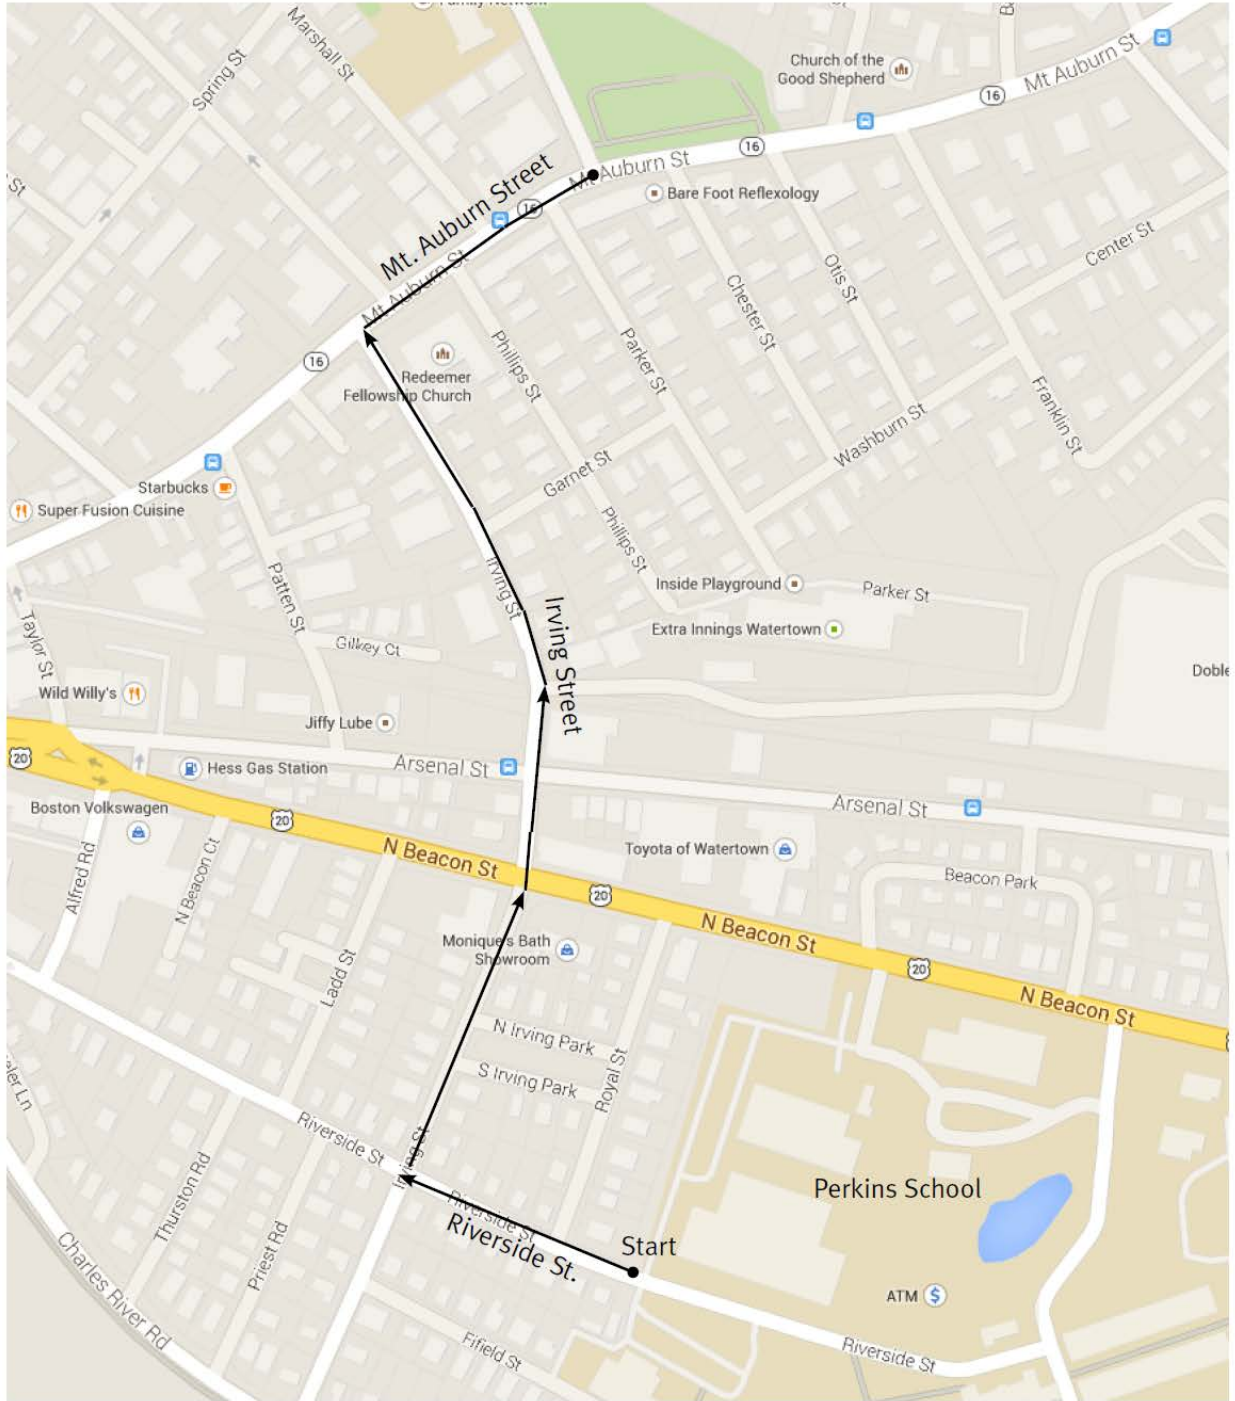 Family Network
Marshall St
Spring St
Church of the
Good Shepherd
Mt Auburn St
16
16
Mt Auburn St
Mt. Auburn Street
16
Bare Foot Reflexology
Mt Auburn St
Center St
Otis St
Chester St
Parker St
Phillips St
16
Redeemer
Fellowship Church
Franklin St
Washburn St
Garnet St
Starbucks
Super Fusion Cuisine
Phillips St
Irving St
Patten St
Inside Playground
Parker St
Irving Street
Extra Innings Watertown
Taylor St
Gilkey Ct
Doble
Wild Willy's
Jiffy Lube
20
Hess Gas Station
Arsenal St
Boston Volkswagen
20
Arsenal St
N Beacon St
Toyota of Watertown
Alfred Rd
N Beacon Ct
20
Beacon Park
N Beacon St
Monique's Bath
Showroom
Ladd St
20
N Beacon St
N Irving Park
S Irving Park
Royal St
Riverside St
Irving St
Thurston Rd
Priest Rd
Perkins School
Riverside St
Riverside St.
Start
Charles River Rd
ATM
$
Fifield St
Riverside St